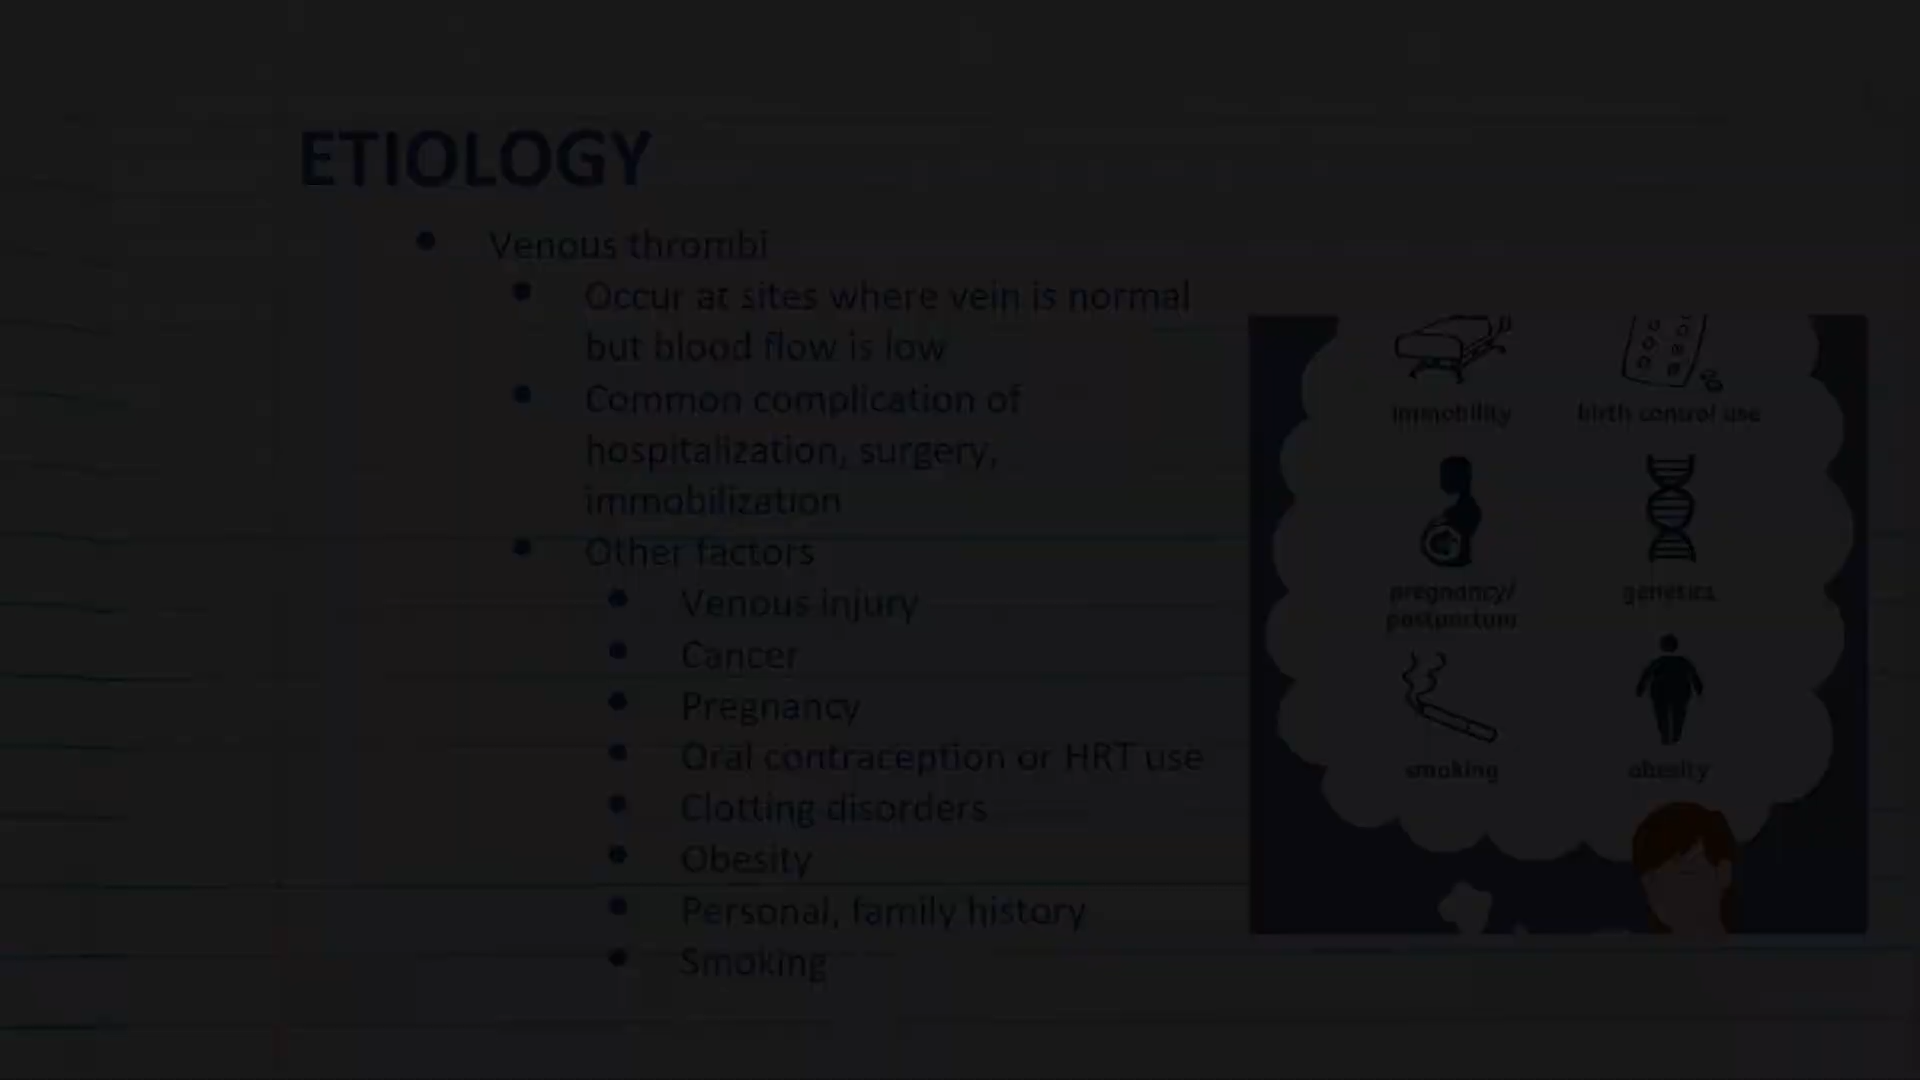 ETIOLOGY
Venous thrombi
Occur at sites where vein is normal
but blood flow is low
Common complication of
hospitalization, surgery,
immobilization
Other factors
Venous injury
Cancer
Pregnancy
Oral contraception or HRT use
Clotting disorders
Obesity
Personal, family history
Smoking
immobility
birth control use
pregnancy/
postpartum
genetics
smoking
obesity